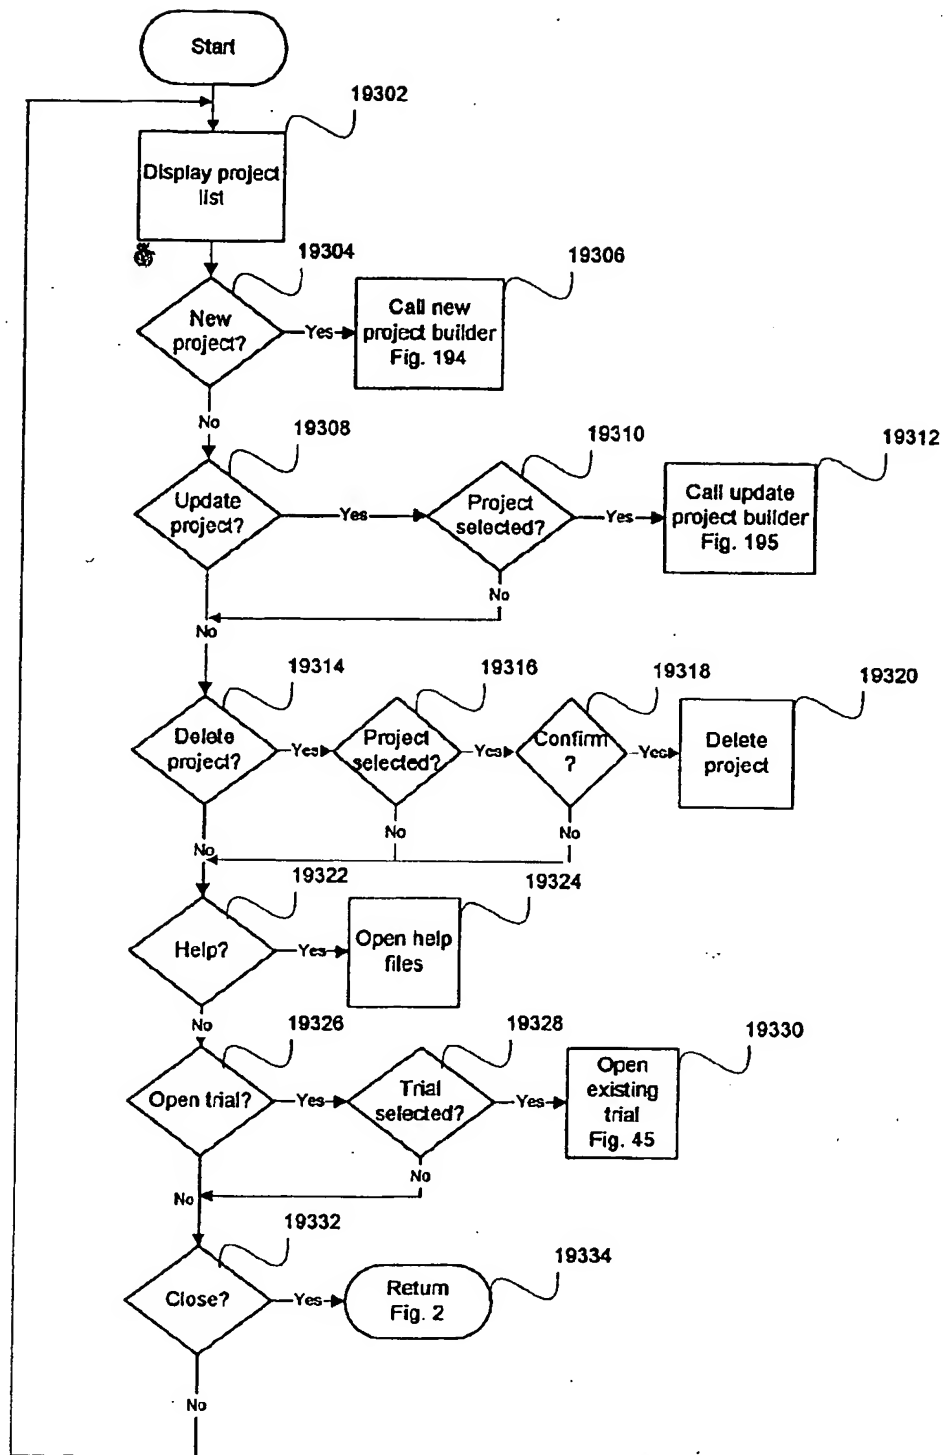 Start
19302
Display project
list
19304
19306
New
project?
Yes
Call new
project builder
Fig. 194
No
19308
19310
19312
Update
project?
Yes
Project
selected?
Yes
Call update
project builder
Fig. 195
No
No
19314
19316
19318
19320
Delete
project?
Yes
Project
selected?
Yes
Confirm
?
Yes
Delete
project
No
No
No
19322
19324
Help?
Yes
Open help
files
No
19326
19328
19330
Open trial?
Yes
Trial
selected?
Yes
Open
existing
trial
Fig. 45
No
No
19332
19334
Close?
Yes
Return
Fig. 2
No